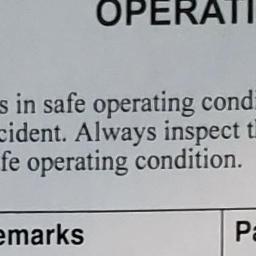 OPERATI
s in safe operating condi
cident. Always inspect t
fe operating condition.
emarks
Pa